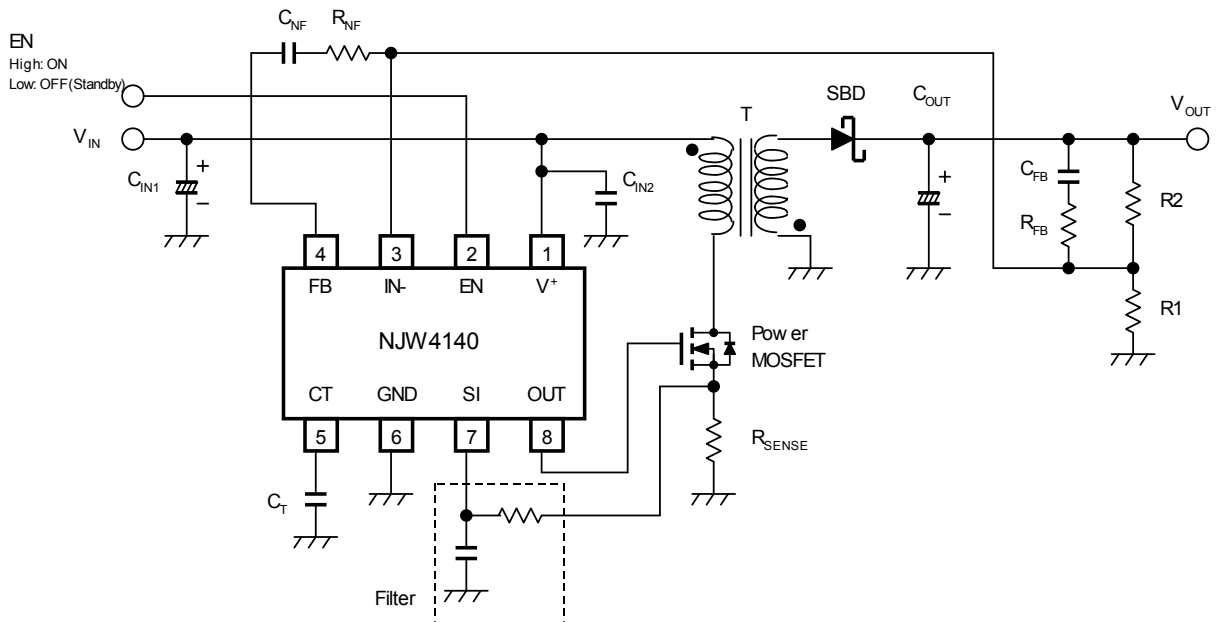 C_NF R_NF
EN
High: ON
Low: OFF(Standby)
V_IN
C_IN1
+
−
C_IN2
T
SBD
C_OUT
+
−
V_OUT
C_FB
R_FB
R2
R1
4 3 2 1
FB IN- EN V+
NJW4140
CT GND SI OUT
5 6 7 8
Power
MOSFET
R_SENSE
C_T
Filter